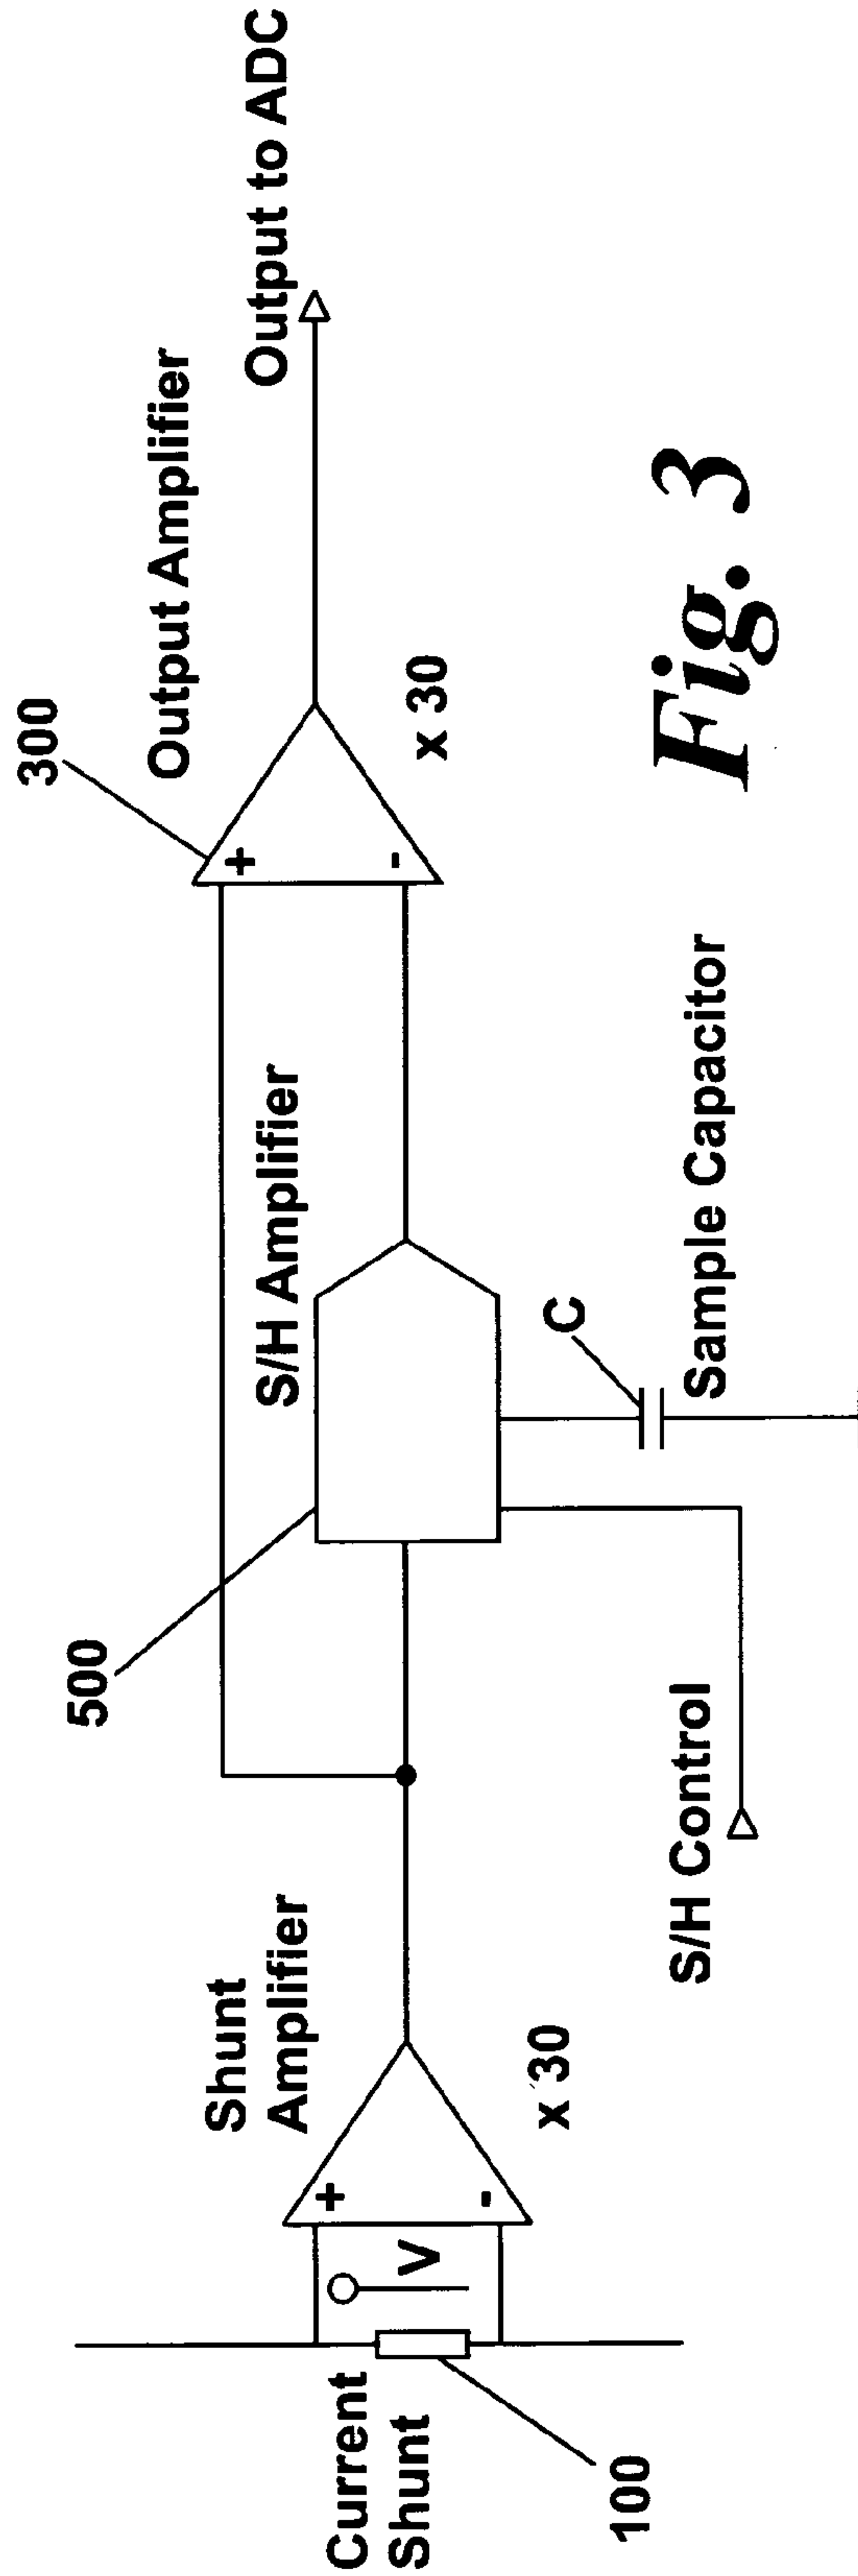 300
Output Amplifier
Output to ADC
+
-
x 30
500
S/H Amplifier
C
Sample Capacitor
S/H Control
Shunt
Amplifier
+
-
x 30
V
Current
Shunt
100
Fig. 3